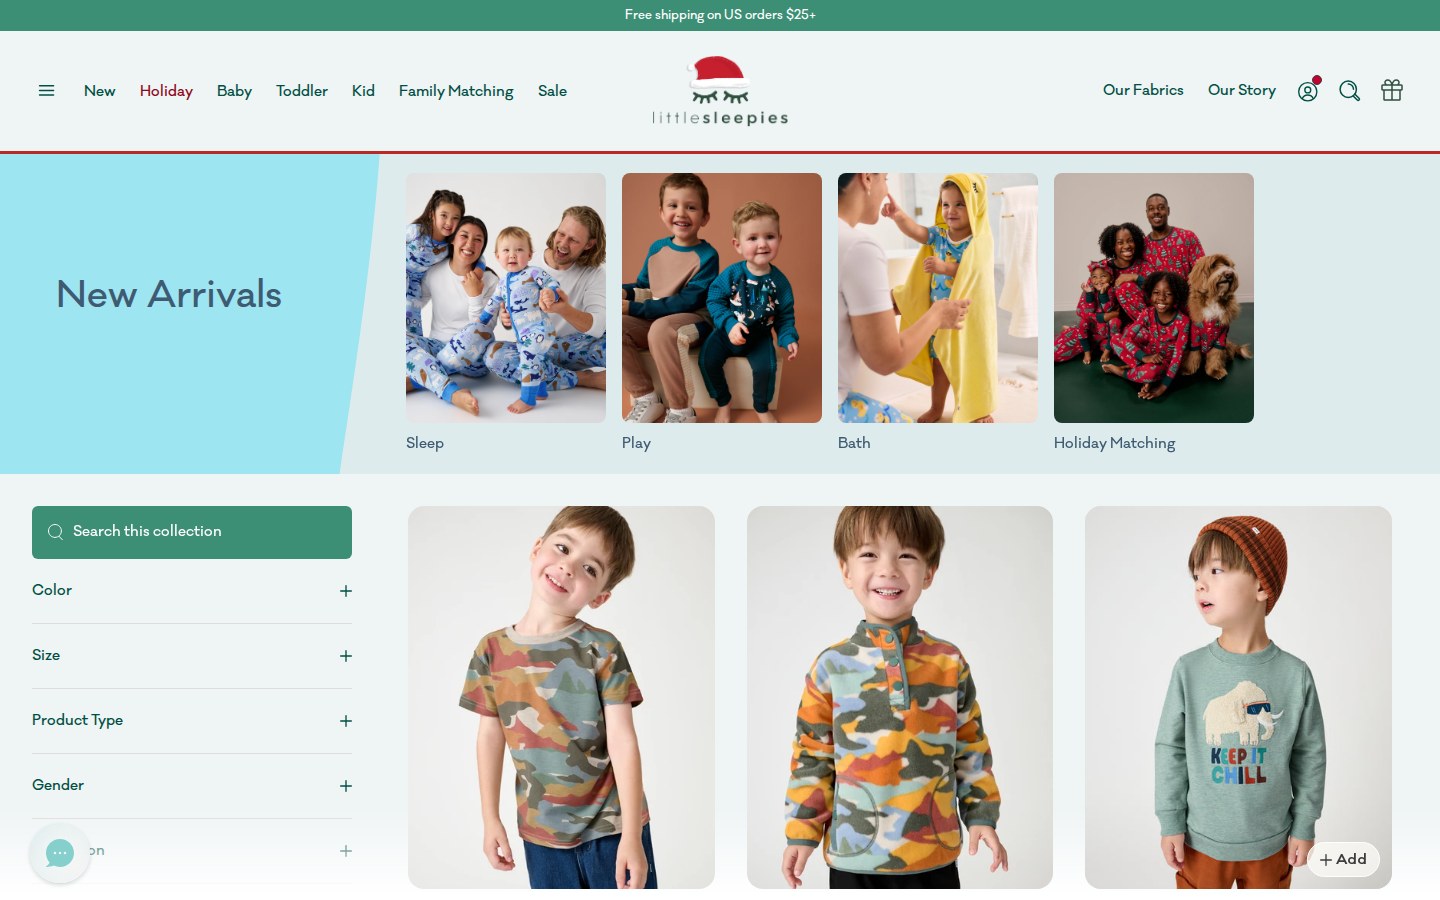 Free shipping on US orders $25+
New
Holiday
Baby
Toddler
Kid
Family Matching
Sale
littlesleepies
Our Fabrics
Our Story
New Arrivals
Sleep
Play
Bath
Holiday Matching
Search this collection
Color
Size
Product Type
Gender
on
KEEP IT
CHILL
Add